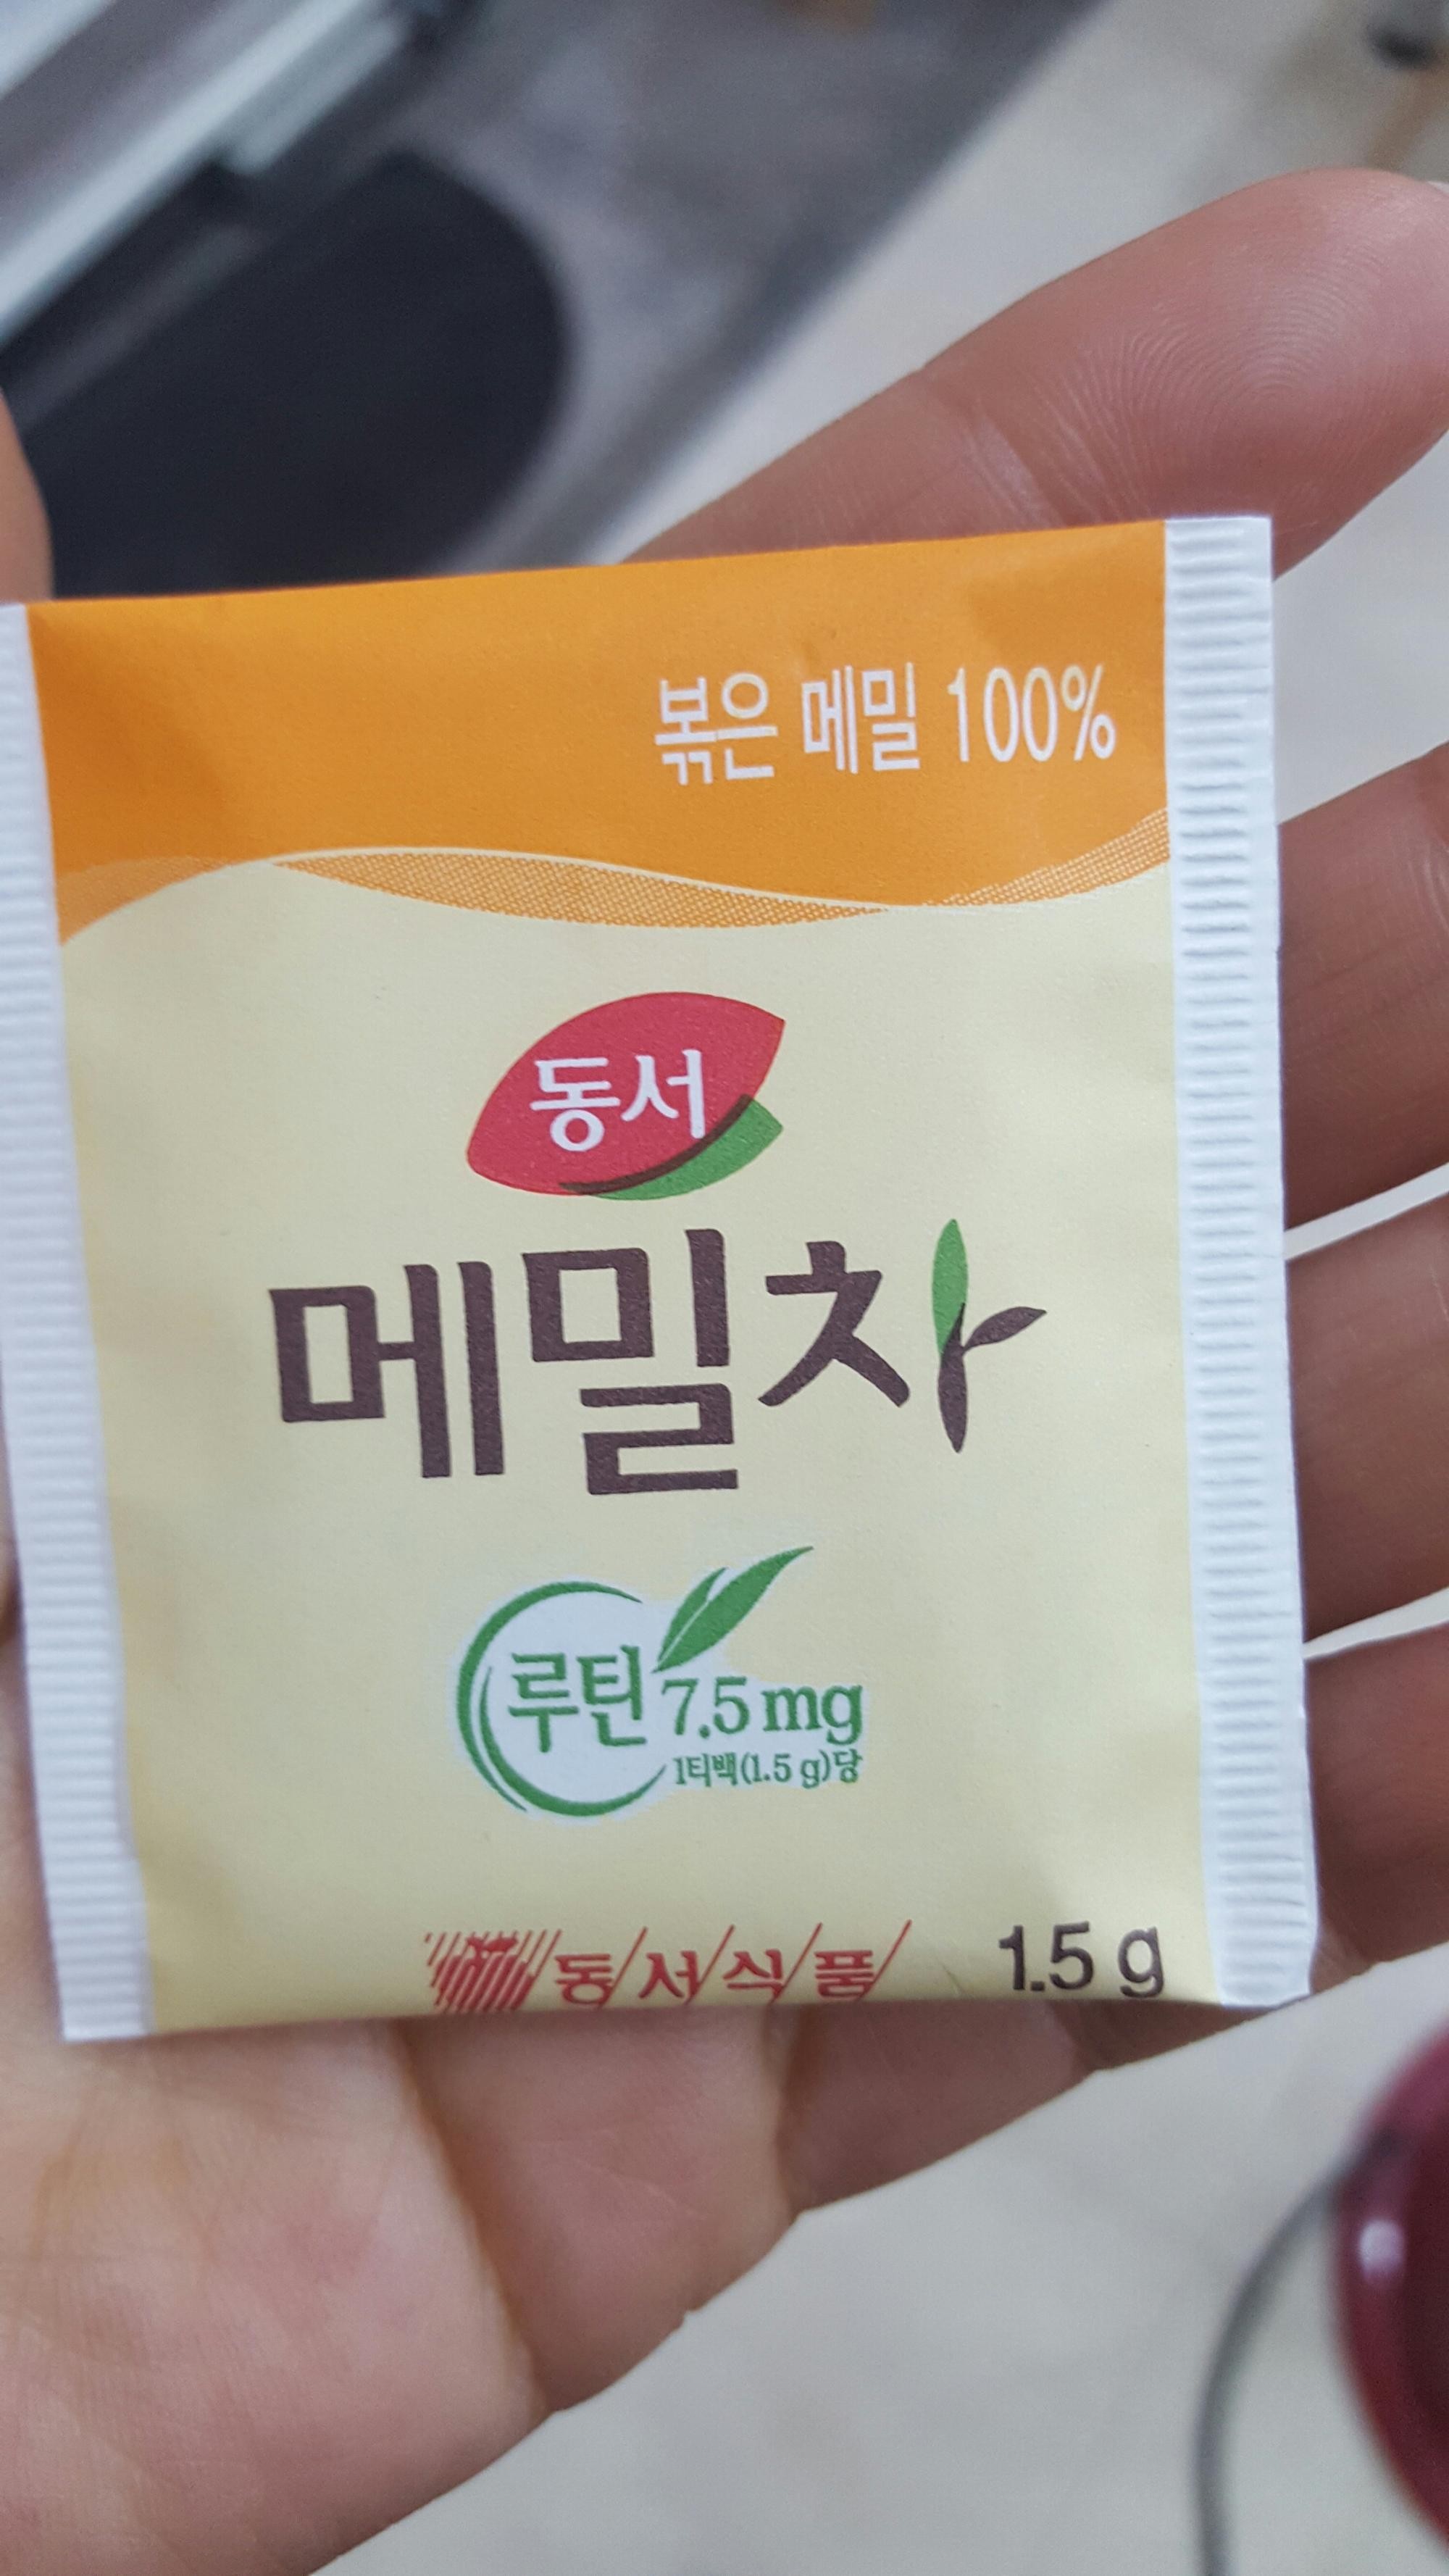 볶은 메밀 100%
동서
메밀차
루틴 7.5 mg
1티백(1.5 g)당
동서식품 1.5 g